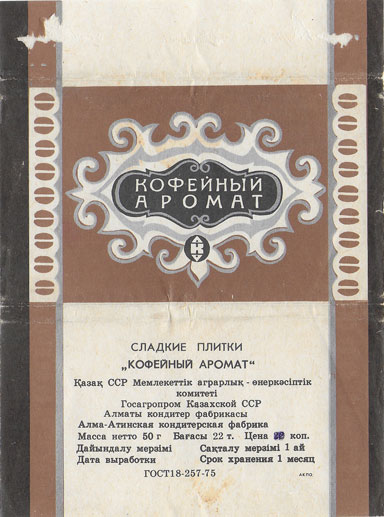 КОФЕЙНЫЙ
АРОМАТ
К
СЛАДКИЕ ПЛИТКИ
„КОФЕЙНЫЙ АРОМАТ“
Қазақ ССР Мемлекеттік аграрлық - өнеркәсіптік
комитеті
Госагропром Казахской ССР
Алматы кондитер фабрикасы
Алма-Атинская кондитерская фабрика
Масса нетто 50 г Бағасы 22 т. Цена коп.
Дайындалу мерзімі Сақталу мерзімі 1 ай
Дата выработки Срок хранения 1 месяц
ГОСТ18-257-75
АКПО